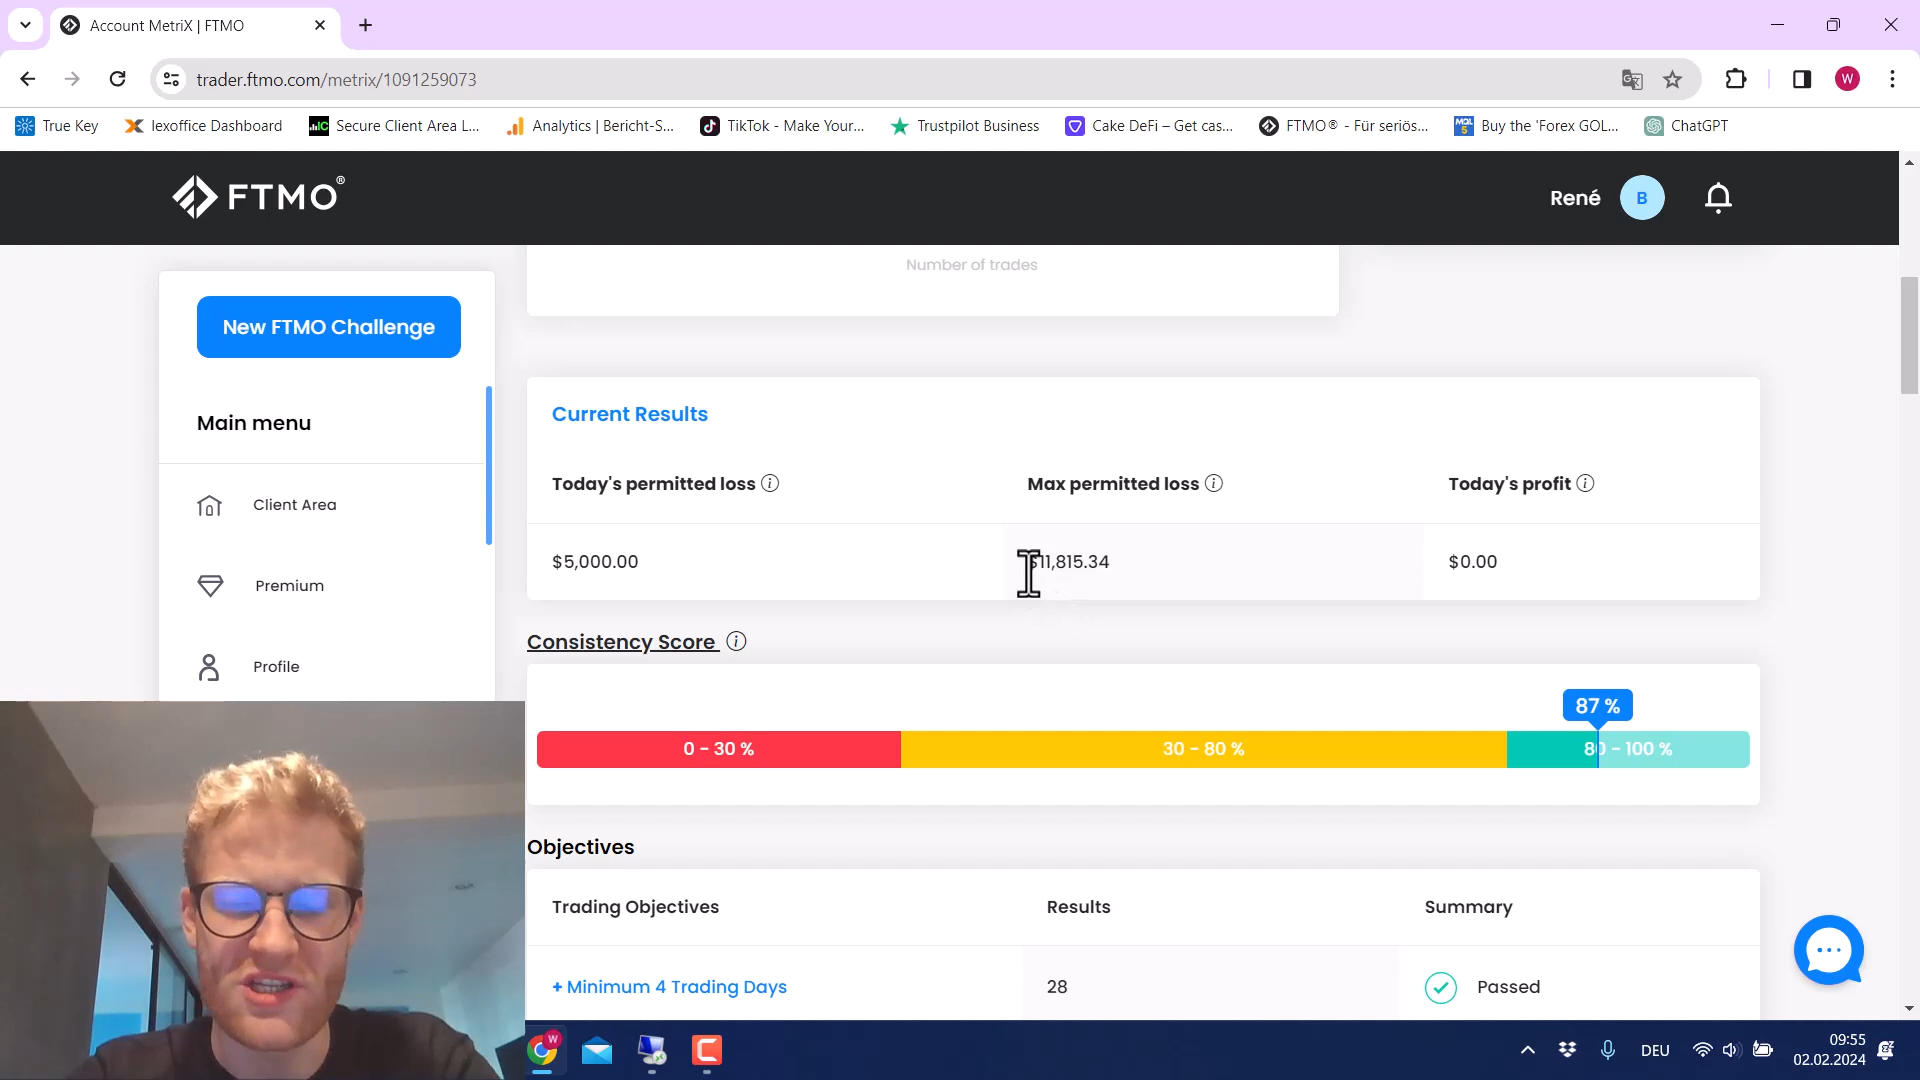 Account MetriX | FTMO
trader.ftmo.com/metrix/1091259073
W
True Key
lexoffice Dashboard
Secure Client Area L...
Analytics | Bericht-S...
TikTok - Make Your...
Trustpilot Business
Cake DeFi – Get cas...
FTMO® - Für seriös...
Buy the 'Forex GOL...
ChatGPT
FTMO®
René
B
Number of trades
New FTMO Challenge
Main menu
Client Area
Premium
Profile
Current Results
Today's permitted loss
Max permitted loss
Today's profit
$5,000.00
$11,815.34
$0.00
Consistency Score
87 %
0 - 30 %
30 - 80 %
80 - 100 %
Objectives
Trading Objectives
Results
Summary
+ Minimum 4 Trading Days
28
Passed
W
DEU
09:55
02.02.2024